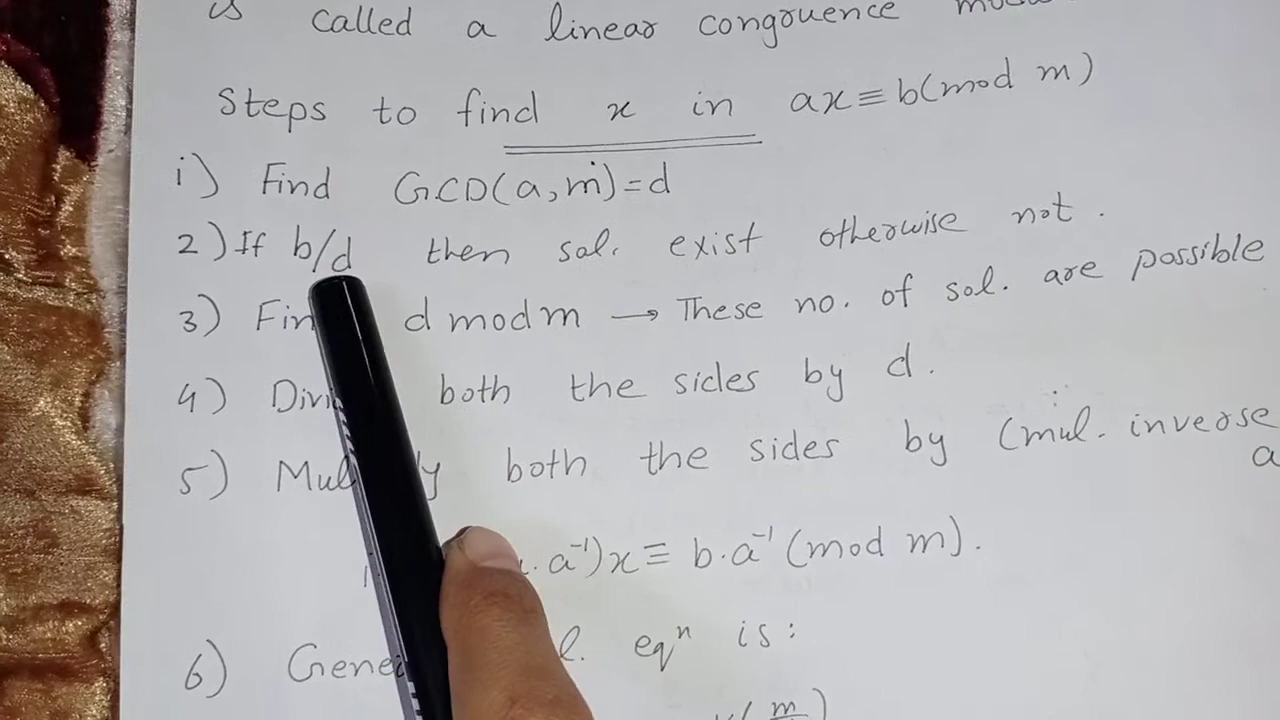 is called a linear congruence
Steps to find x in ax ≡ b(mod m)
i) Find GCD(a, m) = d
2) If b/d then sol. exist otherwise not.
3) d mod m → These no. of sol. are possible
4) both the sides by d.
5) both the sides by (mul. inverse
a
. a⁻¹)x ≡ b.a⁻¹ (mod m).
6) eqⁿ is:
m